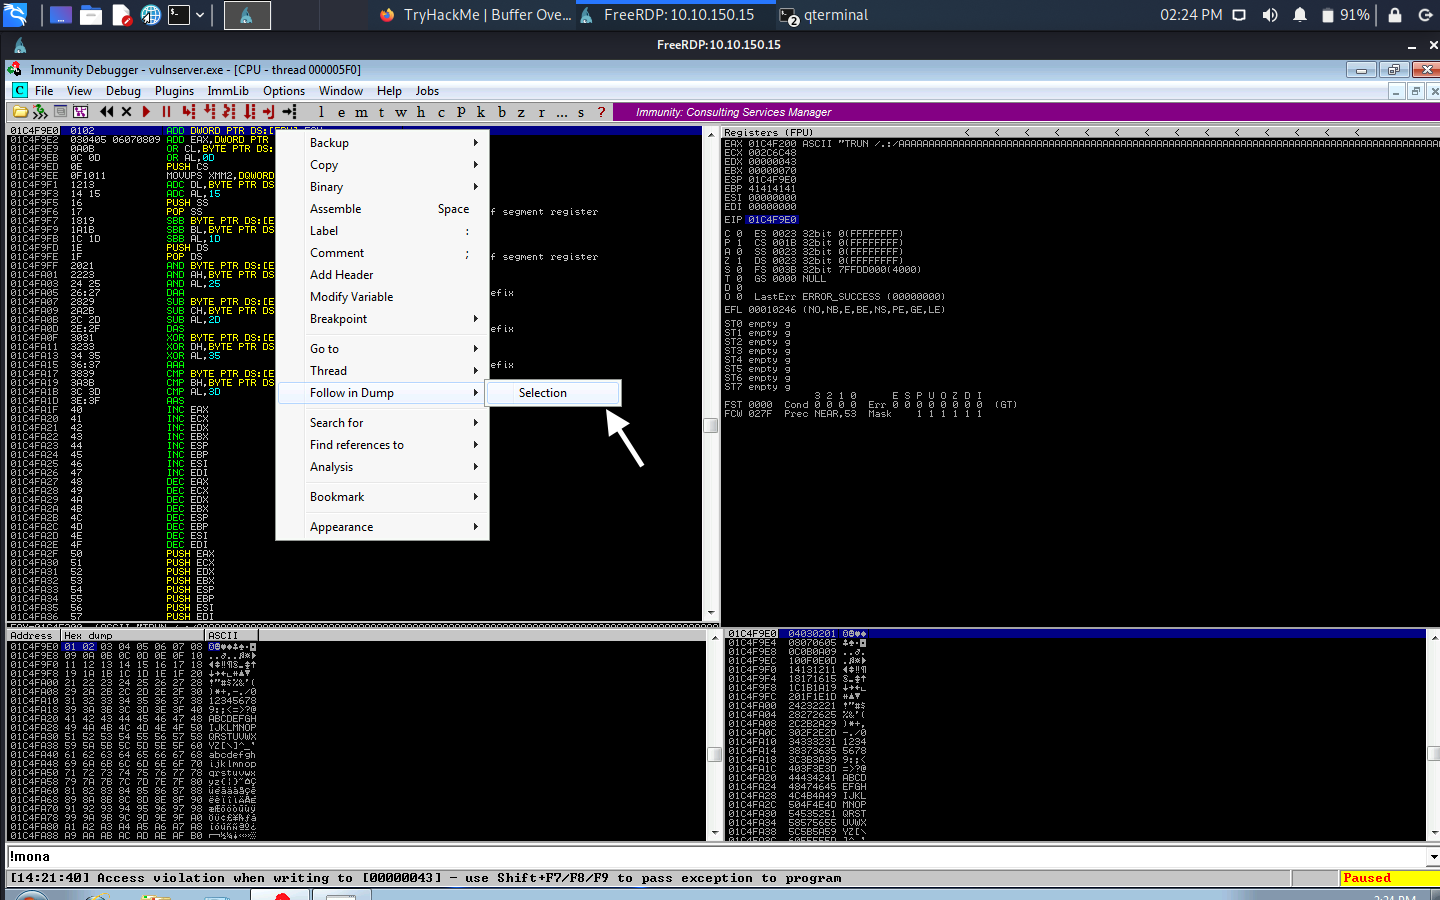 TryHackMe | Buffer Ove...
FreeRDP: 10.10.150.15
2
qterminal
02:24 PM
91%
FreeRDP:10.10.150.15
Immunity Debugger - vulnserver.exe - [CPU - thread 000005F0]
C File View Debug Plugins ImmLib Options Window Help Jobs
l e m t w h c p k b z r ... s ?
Immunity: Consulting Services Manager
01C4F9E0 0102 ADD DWORD PTR DS:[
01C4F9E2 030405 06070809 ADD EAX,DWORD PTR
01C4F9E9 0A0B OR CL,BYTE PTR DS:
01C4F9EB 0C 0D OR AL,0D
01C4F9ED 0E PUSH CS
01C4F9EE 0F1011 MOVUPS XMM2,DQWORD
01C4F9F1 1213 ADC DL,BYTE PTR DS
01C4F9F3 14 15 ADC AL,15
01C4F9F5 16 PUSH SS
01C4F9F6 17 POP SS f segment register
01C4F9F7 1819 SBB BYTE PTR DS:[E
01C4F9F9 1A1B SBB BL,BYTE PTR DS
01C4F9FB 1C 1D SBB AL,1D
01C4F9FD 1E PUSH DS
01C4F9FE 1F POP DS f segment register
01C4F9FF 2021 AND BYTE PTR DS:[E
01C4FA01 2223 AND AH,BYTE PTR DS
01C4FA03 24 25 AND AL,25
01C4FA05 26:27 DAA efix
01C4FA07 2829 SUB BYTE PTR DS:[E
01C4FA09 2A2B SUB CH,BYTE PTR DS
01C4FA0B 2C 2D SUB AL,2D
01C4FA0D 2E:2F DAS efix
01C4FA0F 3031 XOR BYTE PTR DS:[E
01C4FA11 3233 XOR DH,BYTE PTR DS
01C4FA13 34 35 XOR AL,35
01C4FA15 36:37 AAA efix
01C4FA17 3839 CMP BYTE PTR DS:[E
01C4FA19 3A3B CMP BH,BYTE PTR DS
01C4FA1B 3C 3D CMP AL,3D
01C4FA1D 3E:3F AAS
01C4FA1F 40 INC EAX
01C4FA20 41 INC ECX
01C4FA21 42 INC EDX
01C4FA22 43 INC EBX
01C4FA23 44 INC ESP
01C4FA24 45 INC EBP
01C4FA25 46 INC ESI
01C4FA26 47 INC EDI
01C4FA27 48 DEC EAX
01C4FA28 49 DEC ECX
01C4FA29 4A DEC EDX
01C4FA2A 4B DEC EBX
01C4FA2B 4C DEC ESP
01C4FA2C 4D DEC EBP
01C4FA2D 4E DEC ESI
01C4FA2E 4F DEC EDI
01C4FA2F 50 PUSH EAX
01C4FA30 51 PUSH ECX
01C4FA31 52 PUSH EDX
01C4FA32 53 PUSH EBX
01C4FA33 54 PUSH ESP
01C4FA34 55 PUSH EBP
01C4FA35 56 PUSH ESI
01C4FA36 57 PUSH EDI
Backup
Copy
Binary
Assemble Space
Label :
Comment ;
Add Header
Modify Variable
Breakpoint
Go to
Thread
Follow in Dump
Selection
Search for
Find references to
Analysis
Bookmark
Appearance
Registers (FPU) < < < < < < < < < < < < < <
EAX 01C4F200 ASCII "TRUN /.:/AAAAAAAAAAAAAAAAAAAAAAAAAAAAAAAAAAAAAAAAAAAAAAAAAAAAAAAAAAAAAAAAAAAAAAAAAAAAAAAA
ECX 002C6C48
EDX 00000043
EBX 00000070
ESP 01C4F9E0
EBP 41414141
ESI 00000000
EDI 00000000
EIP 01C4F9E0
C 0 ES 0023 32bit 0(FFFFFFFF)
P 1 CS 001B 32bit 0(FFFFFFFF)
A 0 SS 0023 32bit 0(FFFFFFFF)
Z 1 DS 0023 32bit 0(FFFFFFFF)
S 0 FS 003B 32bit 7FFDD000(4000)
T 0 GS 0000 NULL
D 0
O 0 LastErr ERROR_SUCCESS (00000000)
EFL 00010246 (NO,NB,E,BE,NS,PE,GE,LE)
ST0 empty g
ST1 empty g
ST2 empty g
ST3 empty g
ST4 empty g
ST5 empty g
ST6 empty g
ST7 empty g
3 2 1 0 E S P U O Z D I
FST 0000 Cond 0 0 0 0 Err 0 0 0 0 0 0 0 0 (GT)
FCW 027F Prec NEAR,53 Mask 1 1 1 1 1 1
Address Hex dump ASCII
01C4F9E0 01 02 03 04 05 06 07 08
01C4F9E8 09 0A 0B 0C 0D 0E 0F 10
01C4F9F0 11 12 13 14 15 16 17 18
01C4F9F8 19 1A 1B 1C 1D 1E 1F 20
01C4FA00 21 22 23 24 25 26 27 28 !"#$%&'(
01C4FA08 29 2A 2B 2C 2D 2E 2F 30 )*+,-./0
01C4FA10 31 32 33 34 35 36 37 38 12345678
01C4FA18 39 3A 3B 3C 3D 3E 3F 40 9:;<=>?@
01C4FA20 41 42 43 44 45 46 47 48 ABCDEFGH
01C4FA28 49 4A 4B 4C 4D 4E 4F 50 IJKLMNOP
01C4FA30 51 52 53 54 55 56 57 58 QRSTUVWX
01C4FA38 59 5A 5B 5C 5D 5E 5F 60 YZ[\]^_`
01C4FA40 61 62 63 64 65 66 67 68 abcdefgh
01C4FA48 69 6A 6B 6C 6D 6E 6F 70 ijklmnop
01C4FA50 71 72 73 74 75 76 77 78 qrstuvwx
01C4FA58 79 7A 7B 7C 7D 7E 7F 80 yz{|}~⌂Ç
01C4FA60 81 82 83 84 85 86 87 88 üéâäàåçê
01C4FA68 89 8A 8B 8C 8D 8E 8F 90 ëèïîìÄÅÉ
01C4FA70 91 92 93 94 95 96 97 98 æÆôöòûùÿ
01C4FA78 99 9A 9B 9C 9D 9E 9F A0
01C4FA80 A1 A2 A3 A4 A5 A6 A7 A8 íóúñÑªº¿
01C4FA88 A9 AA AB AC AD AE AF B0
01C4F9E0 04030201
01C4F9E4 08070605
01C4F9E8 0C0B0A09
01C4F9EC 100F0E0D
01C4F9F0 14131211
01C4F9F4 18171615
01C4F9F8 1C1B1A19
01C4F9FC 201F1E1D
01C4FA00 24232221 !"#$
01C4FA04 28272625 %&'(
01C4FA08 2C2B2A29 )*+,
01C4FA0C 302F2E2D -./0
01C4FA10 34333231 1234
01C4FA14 38373635 5678
01C4FA18 3C3B3A39 9:;<
01C4FA1C 403F3E3D =>?@
01C4FA20 44434241 ABCD
01C4FA24 48474645 EFGH
01C4FA28 4C4B4A49 IJKL
01C4FA2C 504F4E4D MNOP
01C4FA30 54535251 QRST
01C4FA34 58575655 UVWX
01C4FA38 5C5B5A59 YZ[\
!mona
[14:21:40] Access violation when writing to [00000043] - use Shift+F7/F8/F9 to pass exception to program
Paused